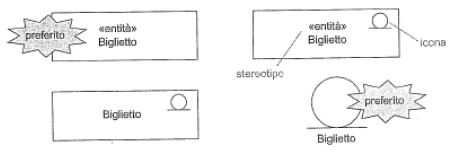 «entità»
preferito
Biglietto
«entità»
Biglietto
icona
stereotipo
Biglietto
preferito
Biglietto